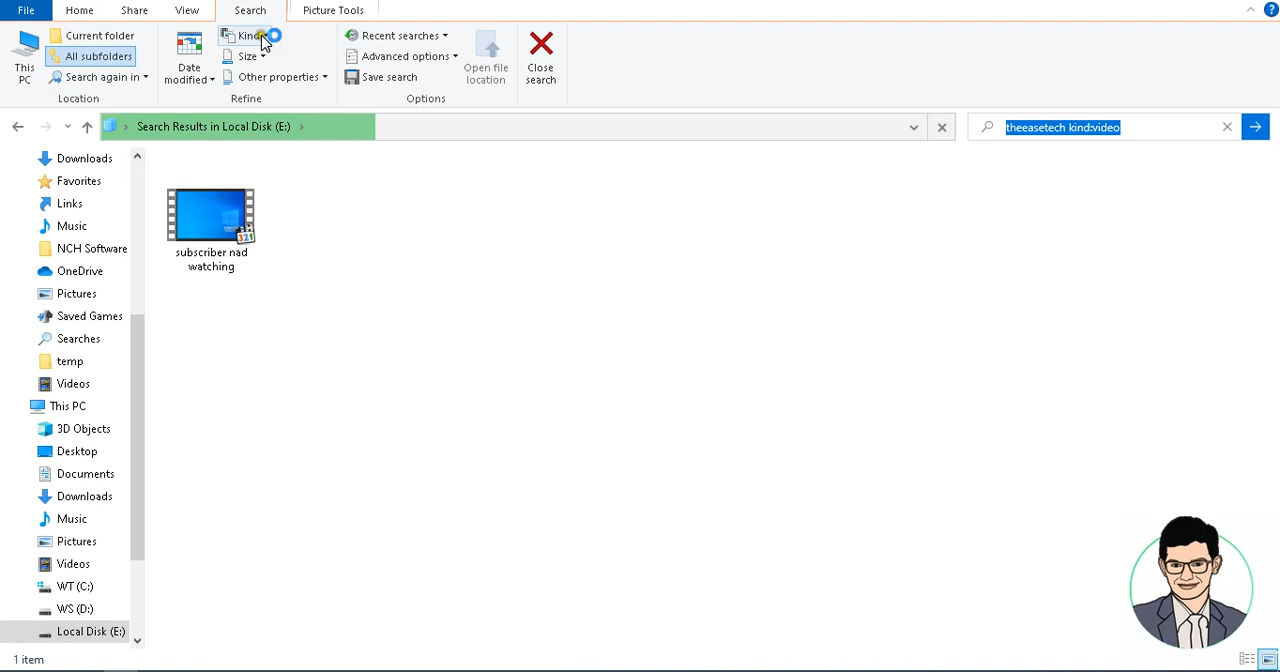 File Home Share View Search Picture Tools
This PC
Current folder
All subfolders
Search again in
Location
Date modified
Kind
Size
Other properties
Refine
Recent searches
Advanced options
Save search
Options
Open file location
Close search
Search Results in Local Disk (E:)
theeasetech kind:video
Downloads
Favorites
Links
Music
NCH Software
OneDrive
Pictures
Saved Games
Searches
temp
Videos
This PC
3D Objects
Desktop
Documents
Downloads
Music
Pictures
Videos
WT (C:)
WS (D:)
Local Disk (E:)
321
subscriber nad
watching
1 item